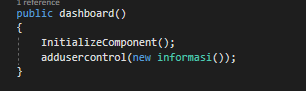 1 reference
public dashboard()
{
InitializeComponent();
addusercontrol(new informasi());
}